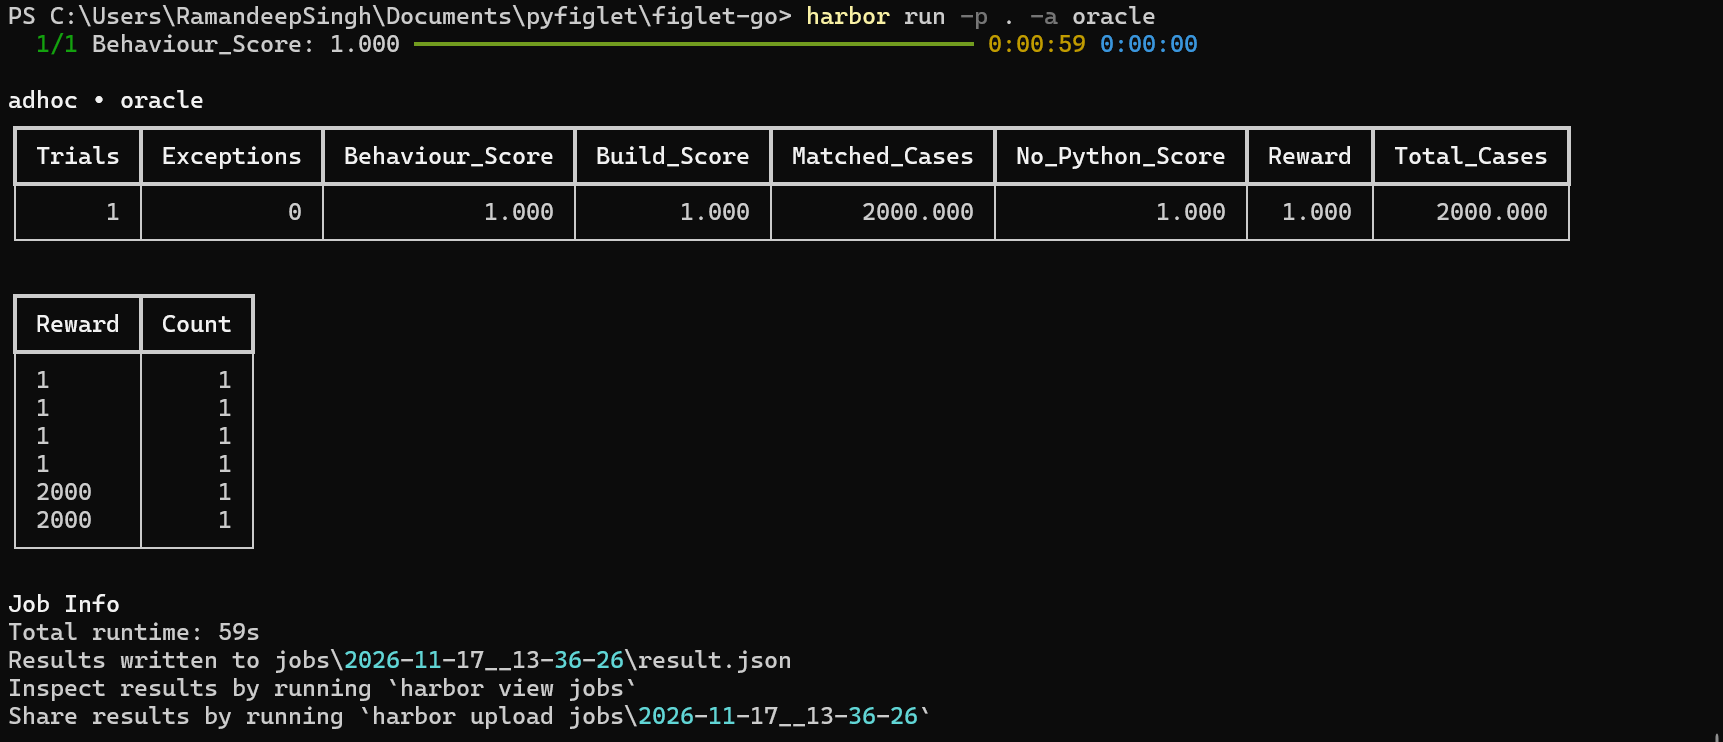 PS C:\Users\RamandeepSingh\Documents\pyfiglet\figlet-go> harbor run -p . -a oracle
1/1 Behaviour_Score: 1.000 0:00:59 0:00:00
adhoc • oracle
Trials Exceptions Behaviour_Score Build_Score Matched_Cases No_Python_Score Reward Total_Cases
1 0 1.000 1.000 2000.000 1.000 1.000 2000.000
Reward Count
1 1
1 1
1 1
1 1
2000 1
2000 1
Job Info
Total runtime: 59s
Results written to jobs\2026-11-17__13-36-26\result.json
Inspect results by running `harbor view jobs`
Share results by running `harbor upload jobs\2026-11-17__13-36-26`